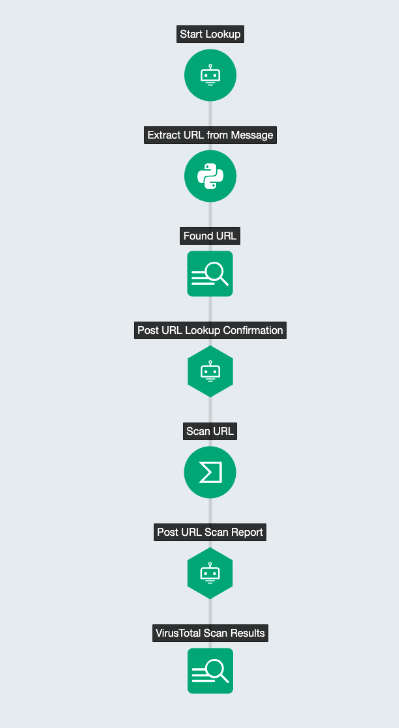 Start Lookup
Extract URL from Message
Found URL
Post URL Lookup Confirmation
Scan URL
Post URL Scan Report
VirusTotal Scan Results